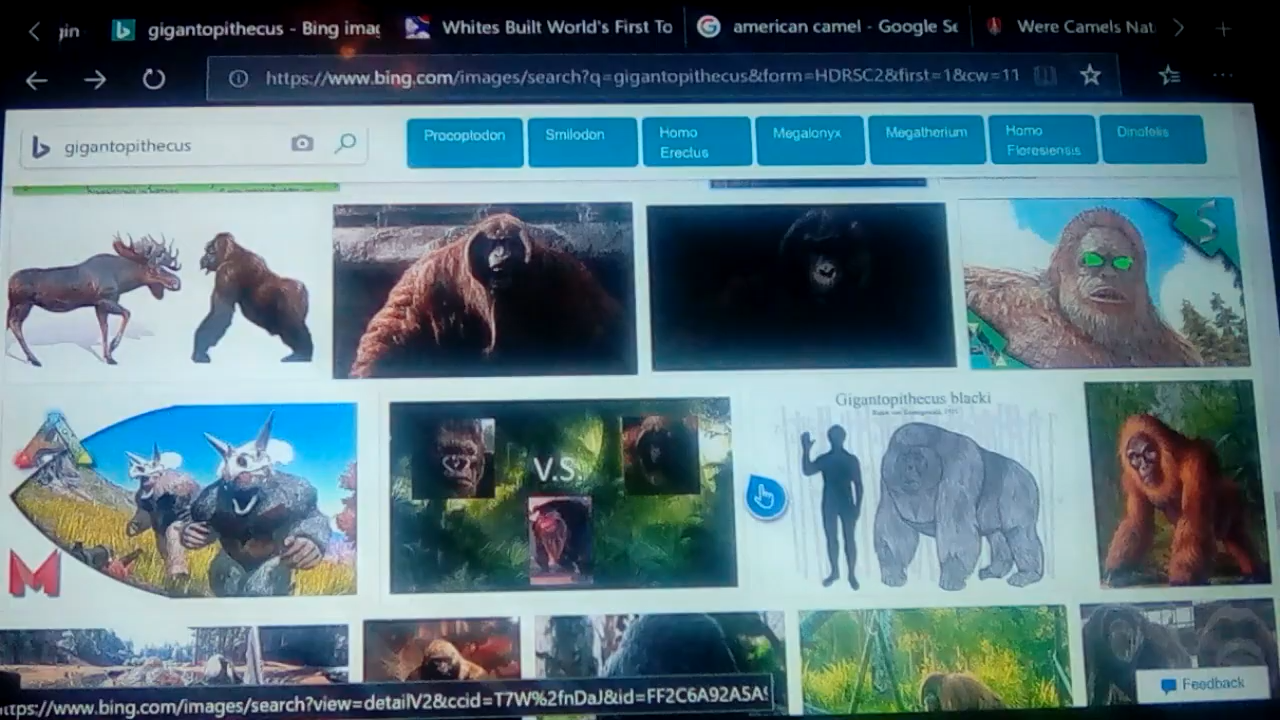 jin
gigantopithecus - Bing imag
Whites Built World's First To
american camel - Google Se
Were Camels Nat
https://www.bing.com/images/search?q=gigantopithecus&form=HDRSC2&first=1&cw=11
gigantopithecus
Procoptodon
Smilodon
Homo
Erectus
Megalonyx
Megatherium
Homo
Floresiensis
Dinofelis
V.S.
Gigantopithecus blacki
M
Feedback
ttps://www.bing.com/images/search?view=detailV2&ccid=T7W%2fnDaJ&id=FF2C6A92A5A